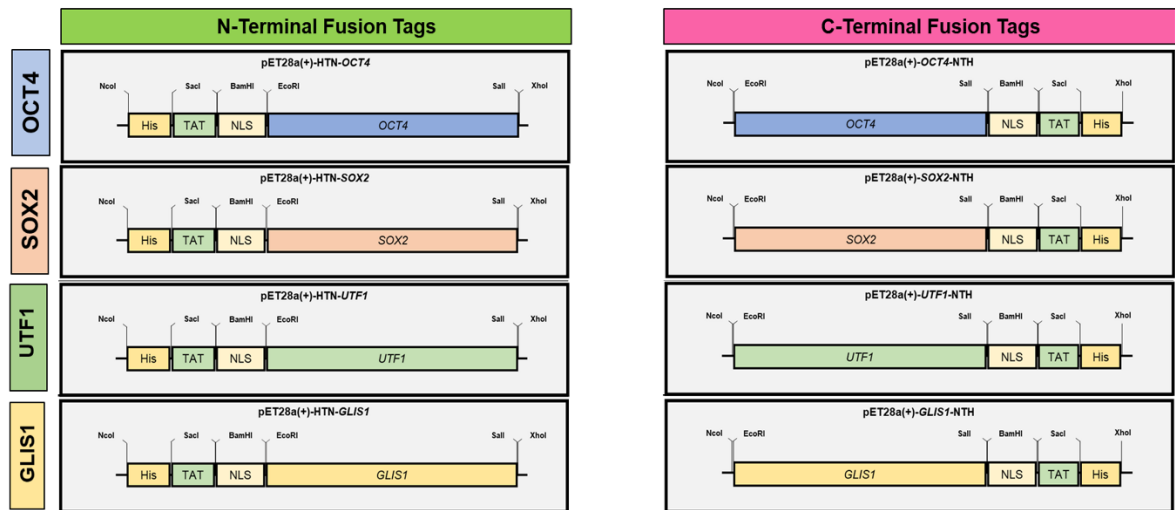 N-Terminal Fusion Tags
C-Terminal Fusion Tags
OCT4
pET28a(+)-HTN-OCT4
NcoI SacI BamHI EcoRI SalI XhoI
His TAT NLS OCT4
pET28a(+)-OCT4-NTH
NcoI EcoRI SalI BamHI SacI XhoI
OCT4 NLS TAT His
SOX2
pET28a(+)-HTN-SOX2
NcoI SacI BamHI EcoRI SalI XhoI
His TAT NLS SOX2
pET28a(+)-SOX2-NTH
NcoI EcoRI SalI BamHI SacI XhoI
SOX2 NLS TAT His
UTF1
pET28a(+)-HTN-UTF1
NcoI SacI BamHI EcoRI SalI XhoI
His TAT NLS UTF1
pET28a(+)-UTF1-NTH
NcoI EcoRI SalI BamHI SacI XhoI
UTF1 NLS TAT His
GLIS1
pET28a(+)-HTN-GLIS1
NcoI SacI BamHI EcoRI SalI XhoI
His TAT NLS GLIS1
pET28a(+)-GLIS1-NTH
NcoI EcoRI SalI BamHI SacI XhoI
GLIS1 NLS TAT His